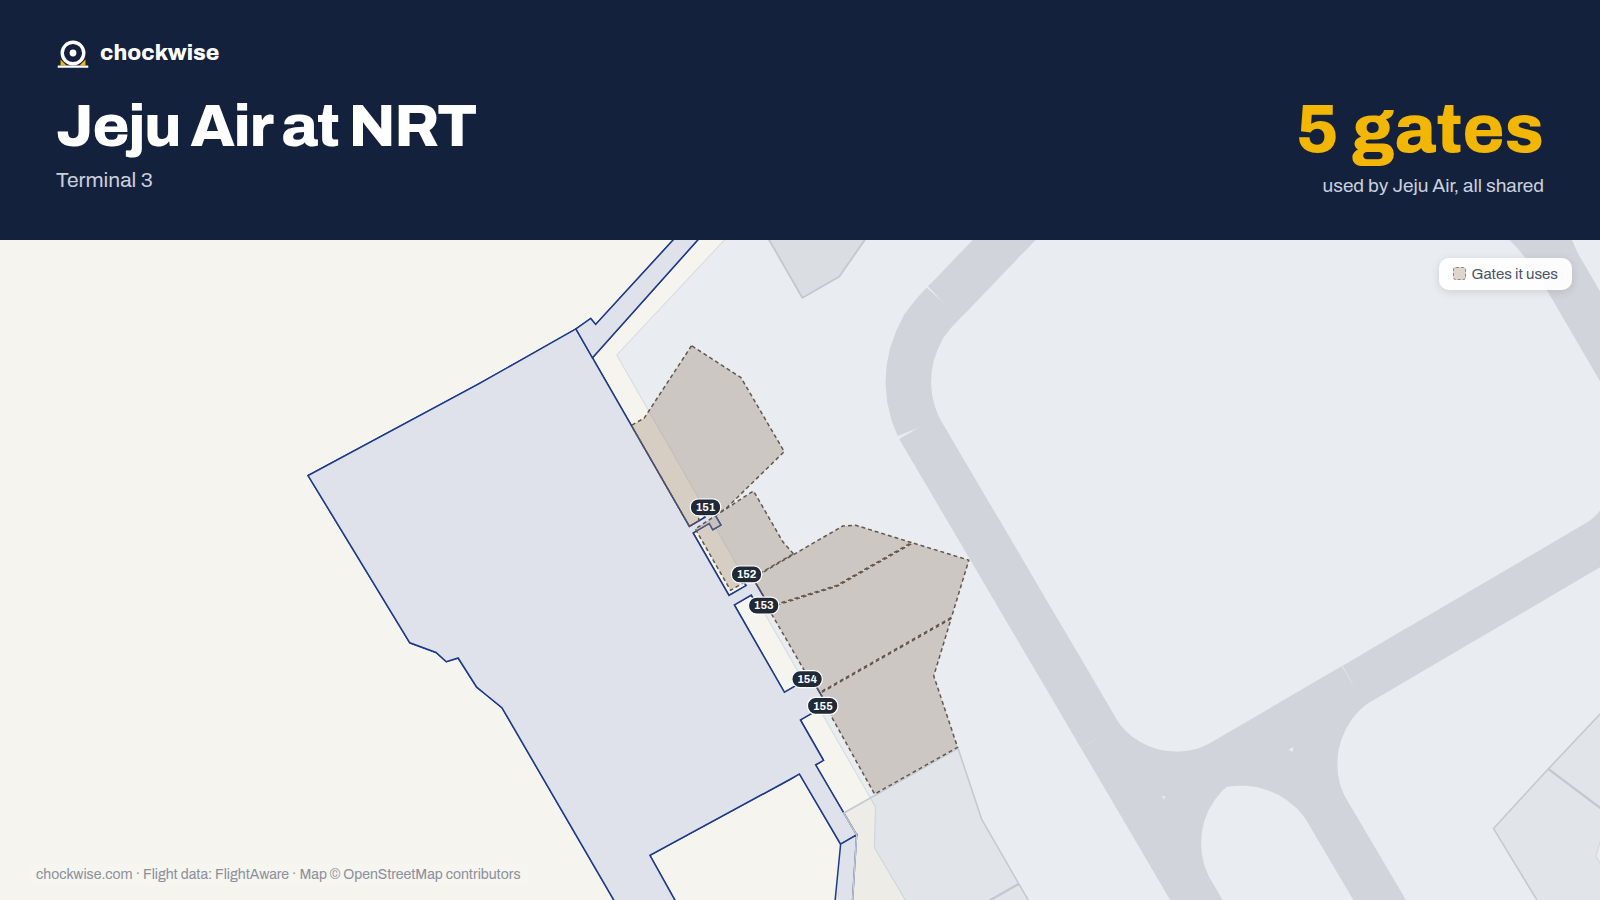 chockwise
Jeju Air at NRT
Terminal 3
5 gates
used by Jeju Air, all shared
Gates it uses
151
152
153
154
155
chockwise.com · Flight data: FlightAware · Map © OpenStreetMap contributors